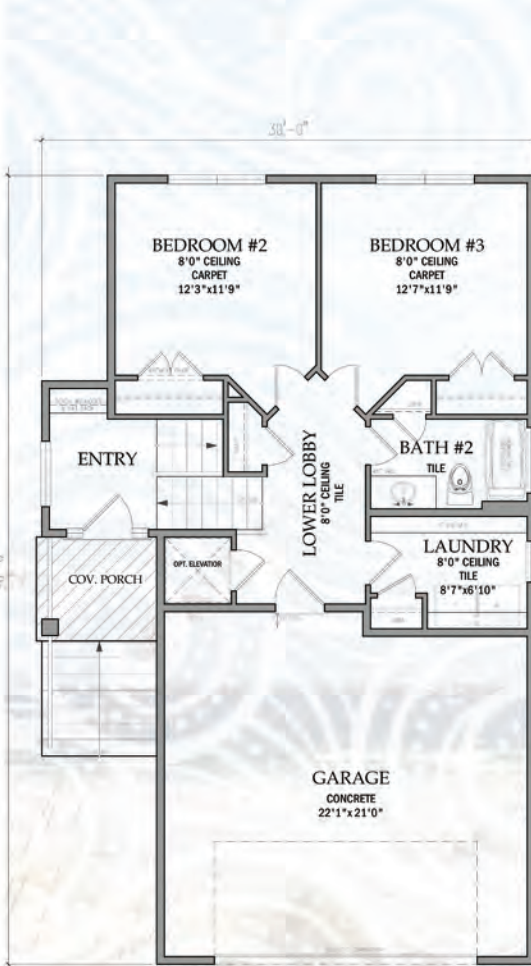 30'-0"
BEDROOM #2
8'0" CEILING
CARPET
12'3"x11'9"
BEDROOM #3
8'0" CEILING
CARPET
12'7"x11'9"
ENTRY
LOWER LOBBY
8'0" CEILING
TILE
BATH #2
TILE
LAUNDRY
8'0" CEILING
TILE
8'7"x6'10"
OPT. ELEVATOR
COV. PORCH
GARAGE
CONCRETE
22'1"x21'0"